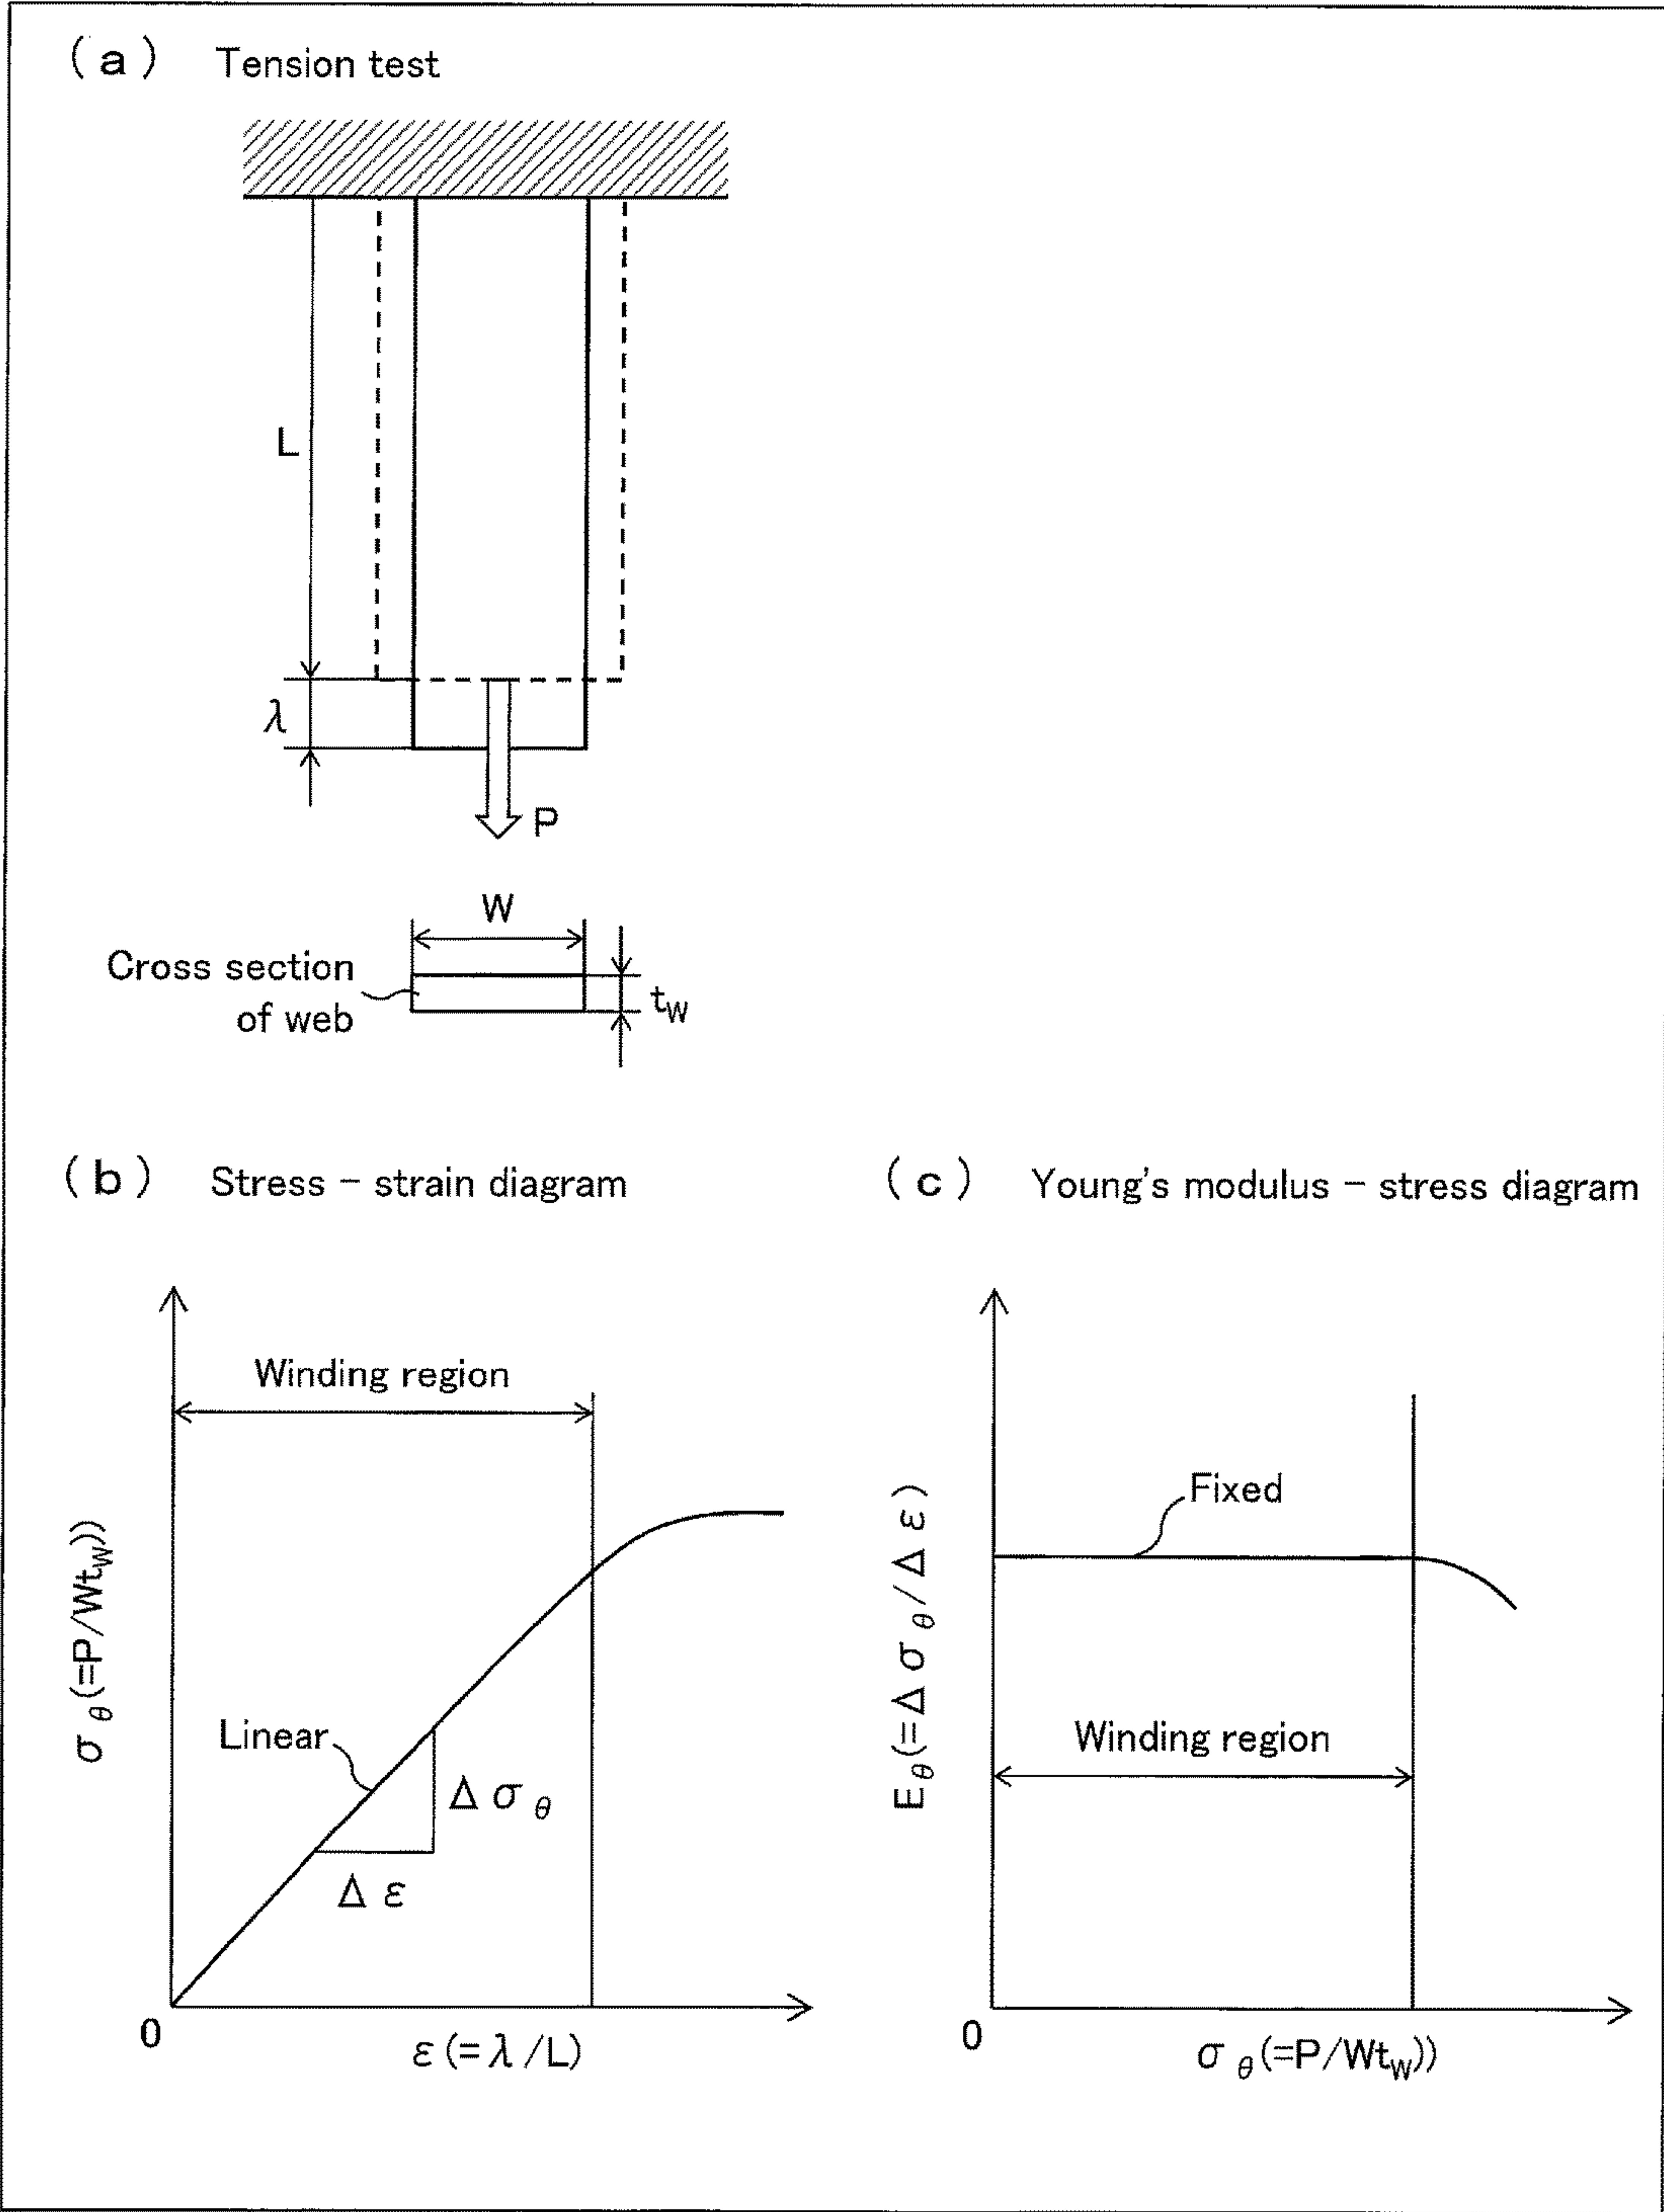 (a) Tension test
L
λ
P
W
Cross section
of web
tW
(b) Stress – strain diagram
(c) Young's modulus – stress diagram
Winding region
σθ(=P/WtW))
Linear
Δσθ
Δε
0
ε(=λ/L)
Fixed
Eθ(=Δσθ/Δε)
Winding region
0
σθ(=P/WtW))